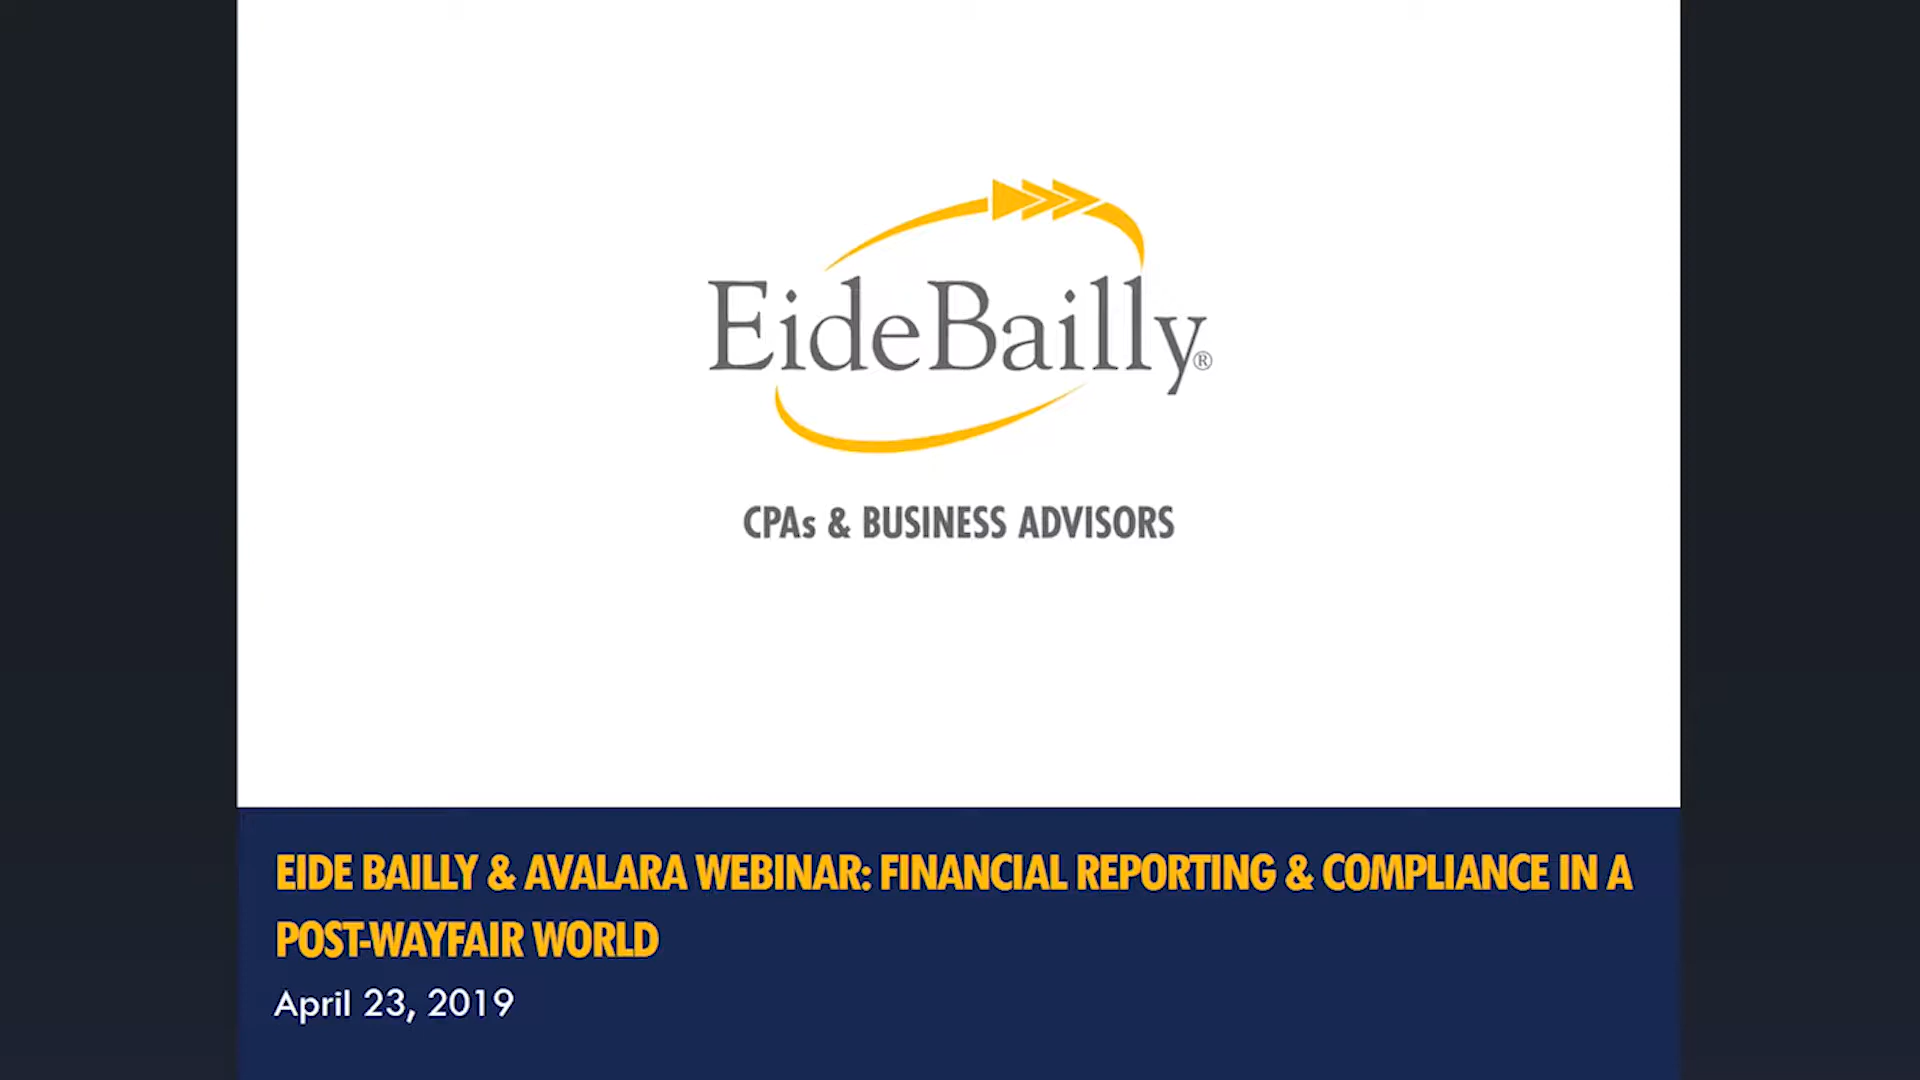 EideBailly®
CPAs & BUSINESS ADVISORS
EIDE BAILLY & AVALARA WEBINAR: FINANCIAL REPORTING & COMPLIANCE IN A
POST-WAYFAIR WORLD
April 23, 2019